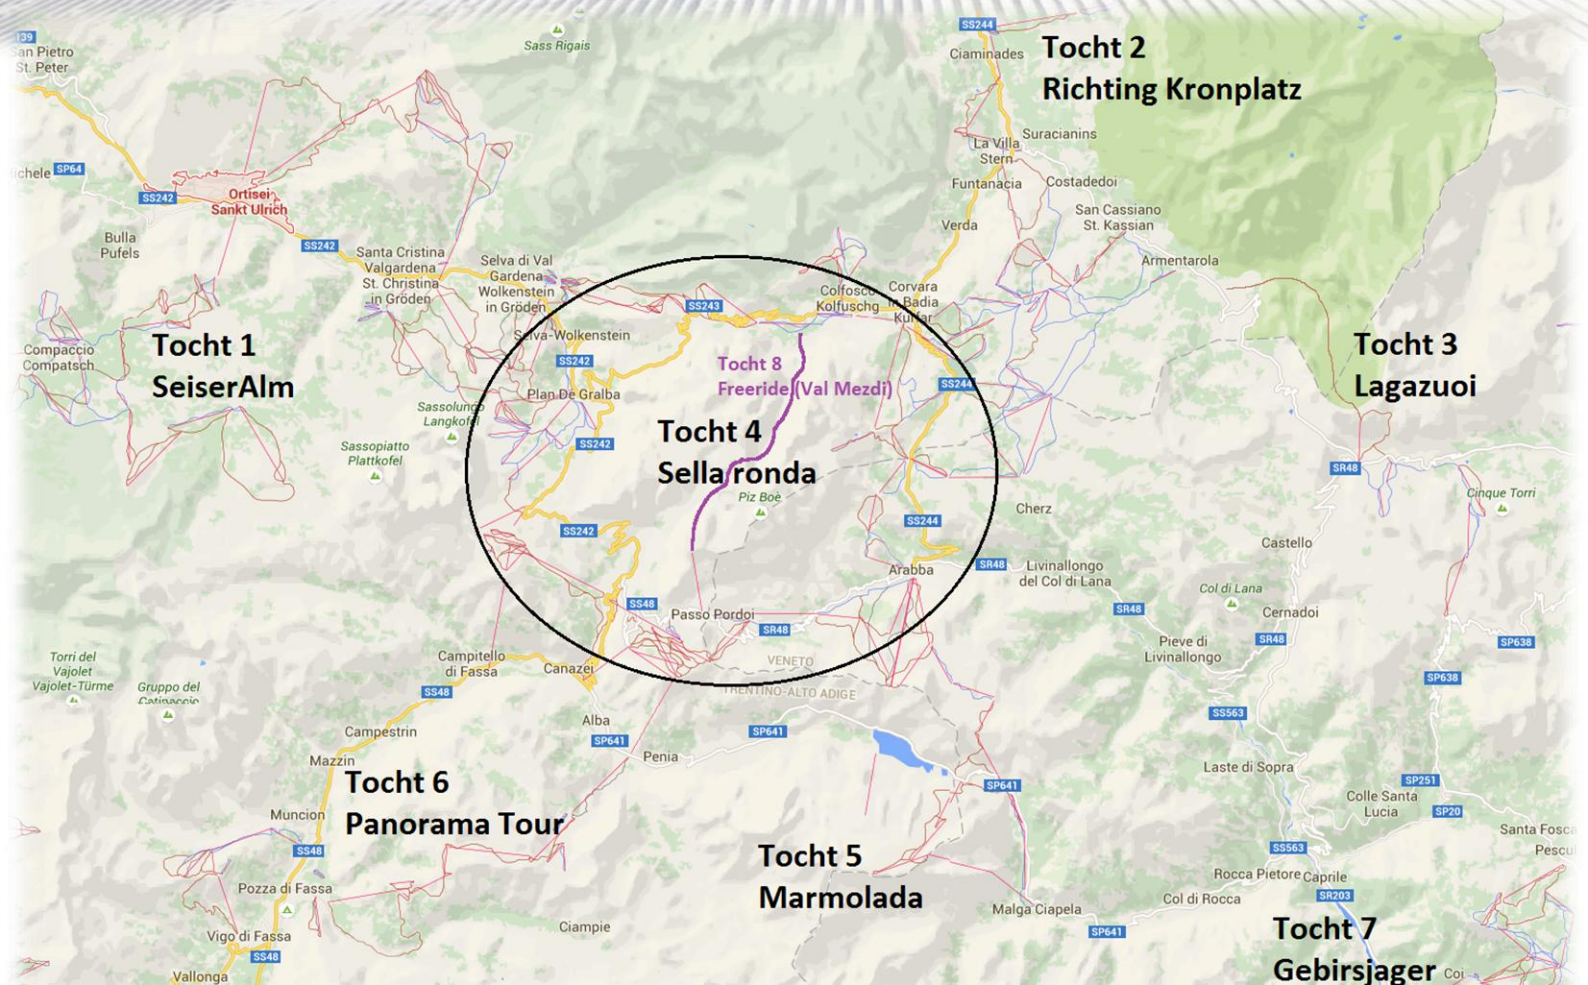 SS244
Tocht 2
Richting Kronplatz
139
San Pietro
St. Peter
Sass Rigais
Ciaminades
Suracianins
La Villa
Stern
SP64
SS242
Ortisei
Sankt Ulrich
Funtanacia
Costadedoi
San Cassiano
St. Kassian
Verda
Bulla
Pufels
SS242
Santa Cristina
Valgardena
St. Christina
in Gröden
Selva di Val
Gardena
Wolkenstein
in Gröden
Armentarola
Colfosco
Kolfuschg
Corvara
in Badia
Kurfar
SS243
Selva-Wolkenstein
Compaccio
Compatsch
Tocht 1
SeiserAlm
Tocht 3
Lagazuoi
SS242
Tocht 8
Freeride (Val Mezdi)
SS244
Plan De Gralba
Sassolungo
Langkofel
Sassopiatto
Plattkofel
SS242
Tocht 4
Sella ronda
Piz Boè
SR48
Cinque Torri
SS242
SS244
Cherz
Castello
Arabba
SR48
Livinallongo
del Col di Lana
Col di Lana
SS48
Passo Pordoi
SR48
SR48
Cernadoi
SR48
SP638
Pieve di
Livinallongo
VENETO
TRENTINO-ALTO ADIGE
Torri del
Vajolet
Vajolet-Türme
Gruppo del
Catinaccio
Campitello
di Fassa
Canazei
SS48
SP638
SS563
Alba
SP641
SP641
Campestrin
Penia
Mazzin
Laste di Sopra
Tocht 6
Panorama Tour
SP641
SP251
Colle Santa
Lucia
SP20
Muncion
SS48
Santa Fosca
Pescul
Tocht 5
Marmolada
SS563
Rocca Pietore
Caprile
Pozza di Fassa
SR203
Col di Rocca
Malga Ciapela
SP641
Ciampie
Vigo di Fassa
SS48
Vallonga
Tocht 7
Gebirsjager
Coi